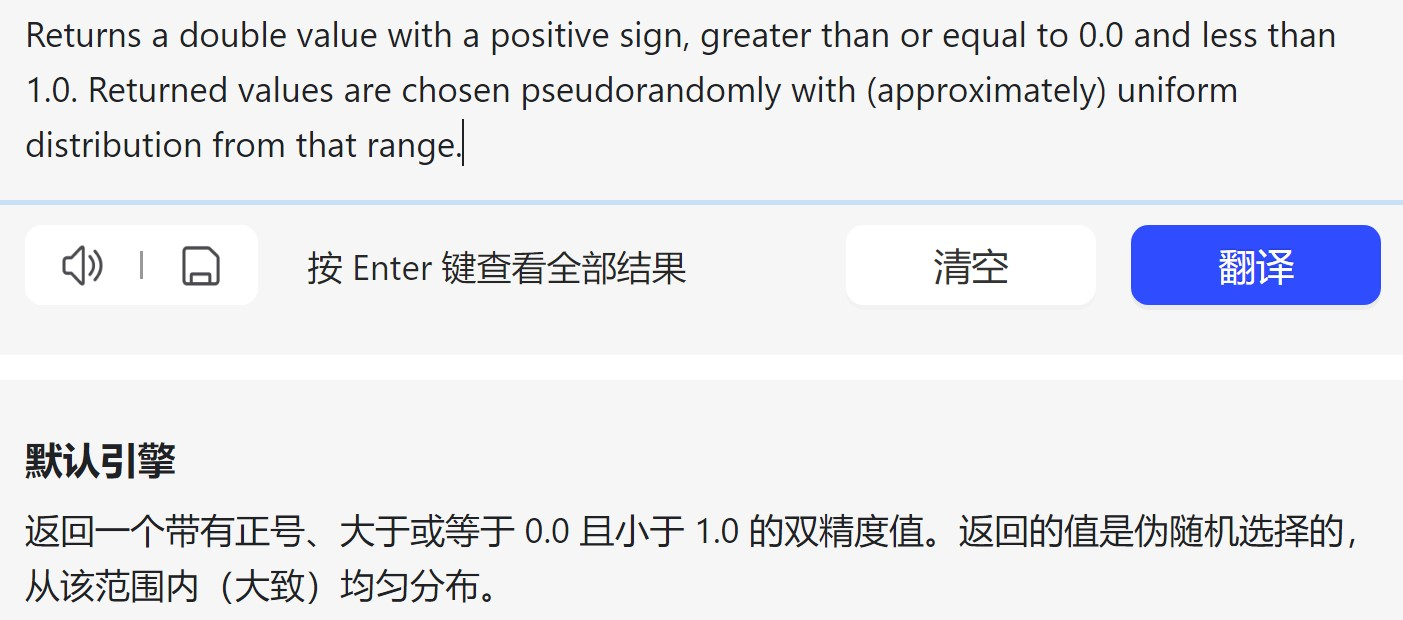 Returns a double value with a positive sign, greater than or equal to 0.0 and less than
1.0. Returned values are chosen pseudorandomly with (approximately) uniform
distribution from that range.
按 Enter 键查看全部结果
清空
翻译
默认引擎
返回一个带有正号、大于或等于 0.0 且小于 1.0 的双精度值。返回的值是伪随机选择的，
从该范围内（大致）均匀分布。